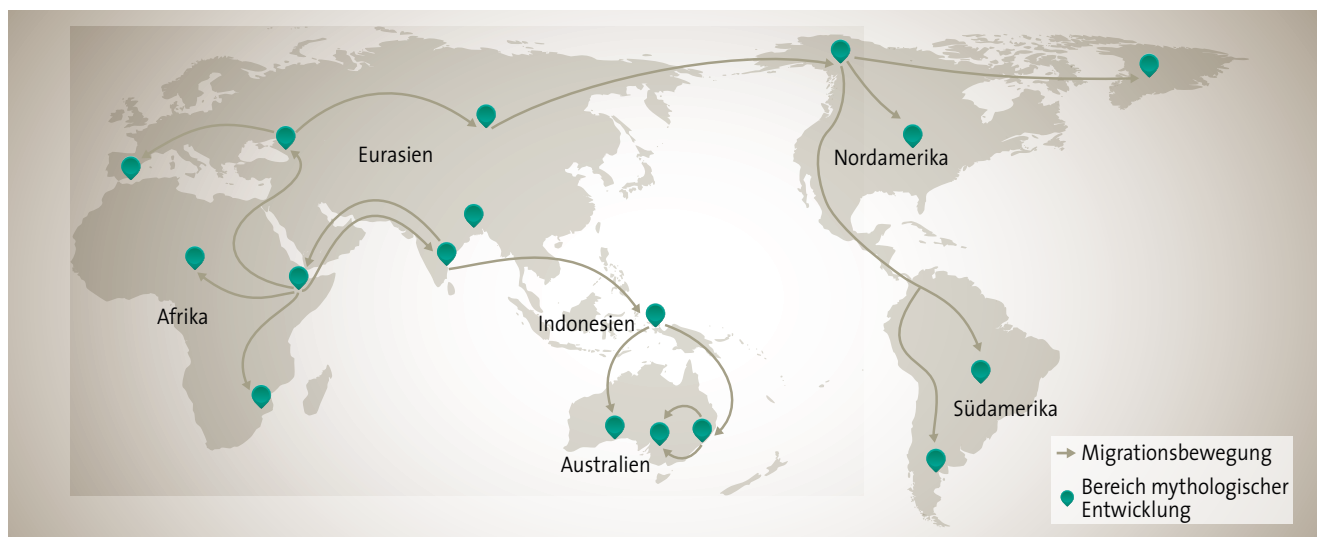 Eurasien
Nordamerika
Afrika
Indonesien
Südamerika
Australien
Migrationsbewegung
Bereich mythologischer
Entwicklung